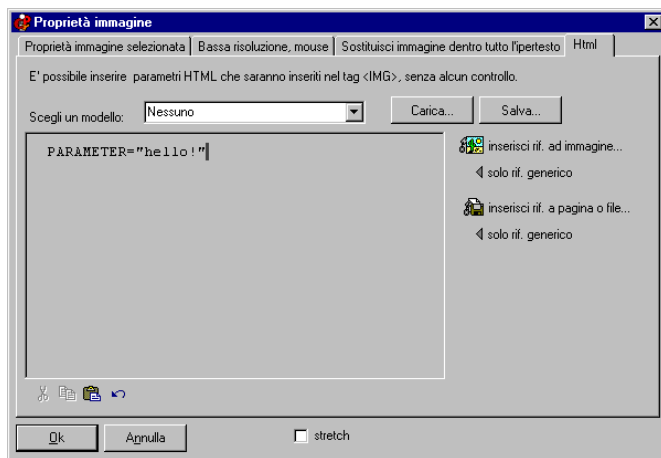 Proprietà immagine
Proprietà immagine selezionata Bassa risoluzione, mouse Sostituisci immagine dentro tutto l'ipertesto Html
E' possibile inserire parametri HTML che saranno inseriti nel tag <IMG>, senza alcun controllo.
Scegli un modello: Nessuno Carica... Salva...
PARAMETER="hello!"
inserisci rif. ad immagine...
solo rif. generico
inserisci rif. a pagina o file...
solo rif. generico
Ok Annulla stretch